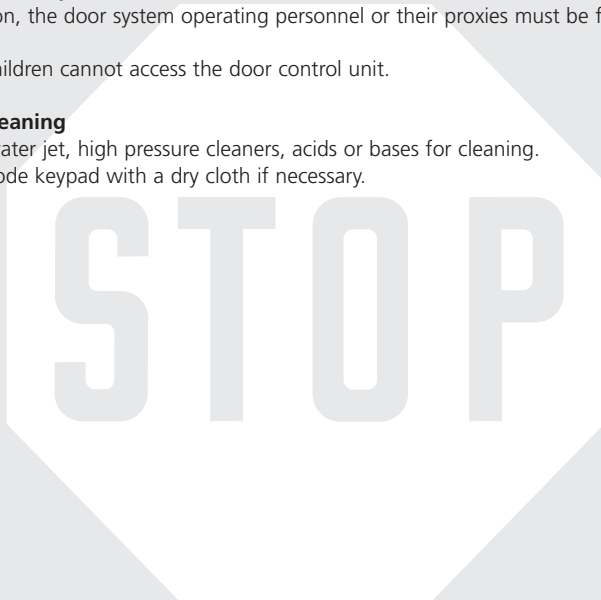 on, the door system operating personnel or their proxies must be
ildren cannot access the door control unit.
eaning
ater jet, high pressure cleaners, acids or bases for cleaning.
ode keypad with a dry cloth if necessary.
STOP